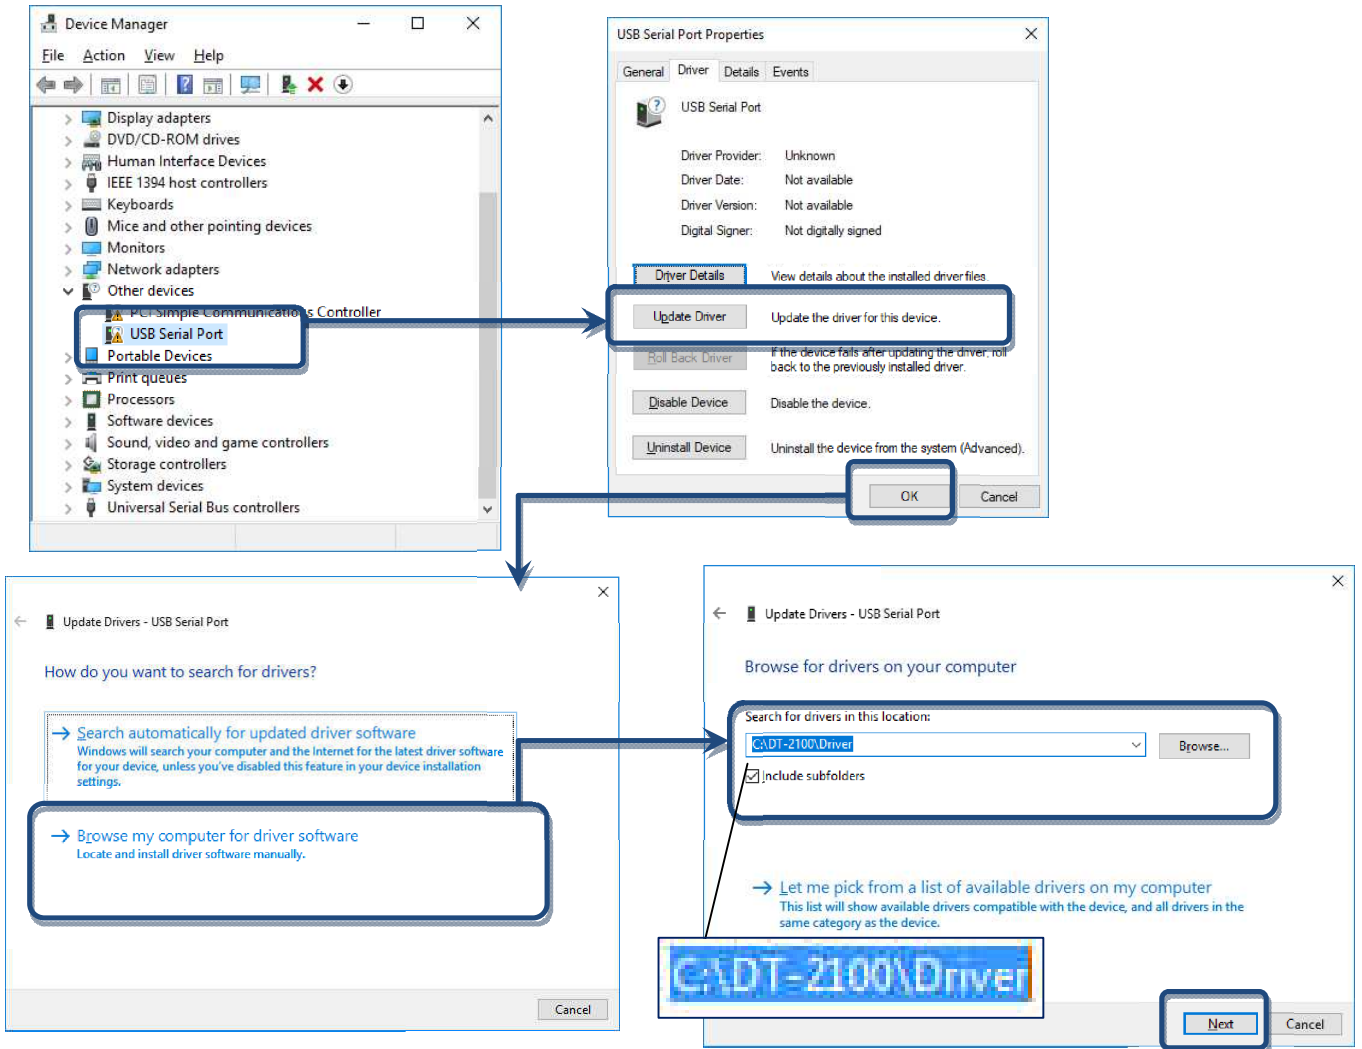 Device Manager
File Action View Help
Display adapters
DVD/CD-ROM drives
Human Interface Devices
IEEE 1394 host controllers
Keyboards
Mice and other pointing devices
Monitors
Network adapters
Other devices
PCI Simple Communications Controller
USB Serial Port
Portable Devices
Print queues
Processors
Software devices
Sound, video and game controllers
Storage controllers
System devices
Universal Serial Bus controllers
USB Serial Port Properties
General Driver Details Events
USB Serial Port
Driver Provider: Unknown
Driver Date: Not available
Driver Version: Not available
Digital Signer: Not digitally signed
Driver Details View details about the installed driver files.
Update Driver Update the driver for this device.
Roll Back Driver If the device fails after updating the driver, roll
back to the previously installed driver.
Disable Device Disable the device.
Uninstall Device Uninstall the device from the system (Advanced).
OK Cancel
Update Drivers - USB Serial Port
How do you want to search for drivers?
Search automatically for updated driver software
Windows will search your computer and the Internet for the latest driver software
for your device, unless you've disabled this feature in your device installation
settings.
Browse my computer for driver software
Locate and install driver software manually.
Cancel
Update Drivers - USB Serial Port
Browse for drivers on your computer
Search for drivers in this location:
C:\DT-2100\Driver
Browse...
Include subfolders
Let me pick from a list of available drivers on my computer
This list will show available drivers compatible with the device, and all drivers in the
same category as the device.
C:\DT-2100\Driver
Next Cancel